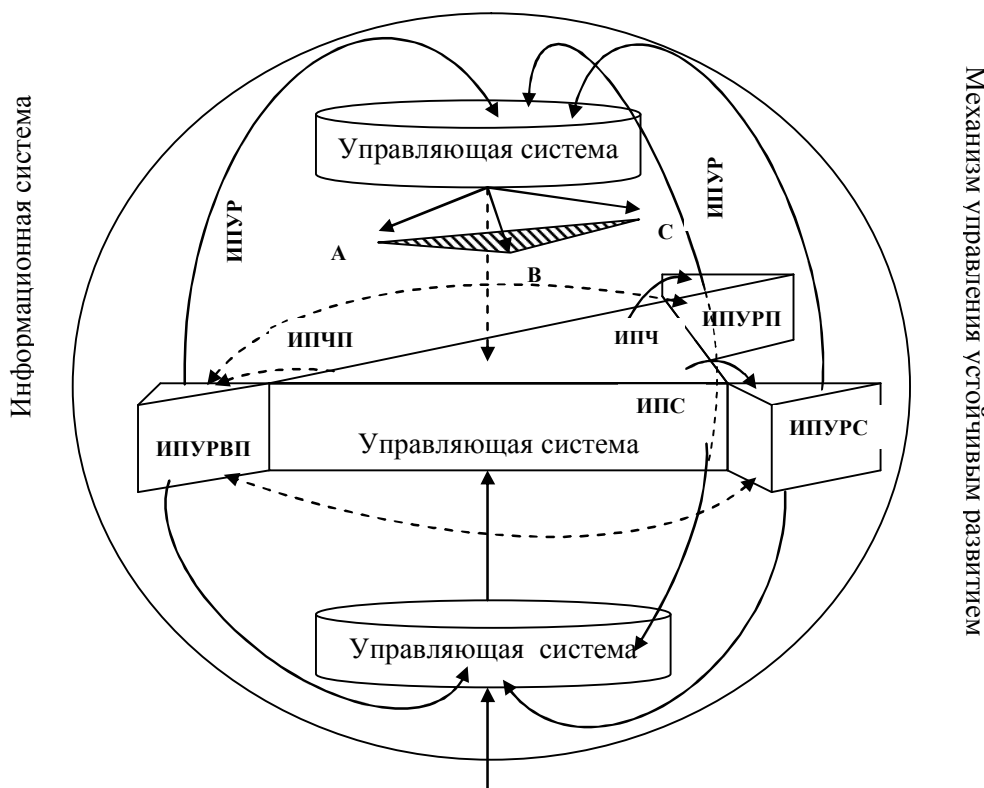 Информационная система
Управляющая система
ИПУР
ИПУР
А
С
В
ИПЧП
ИПЧ
ИПУРП
ИПС
ИПУРВП
Управляющая система
ИПУРС
Управляющая система
Механизм управления устойчивым развитием